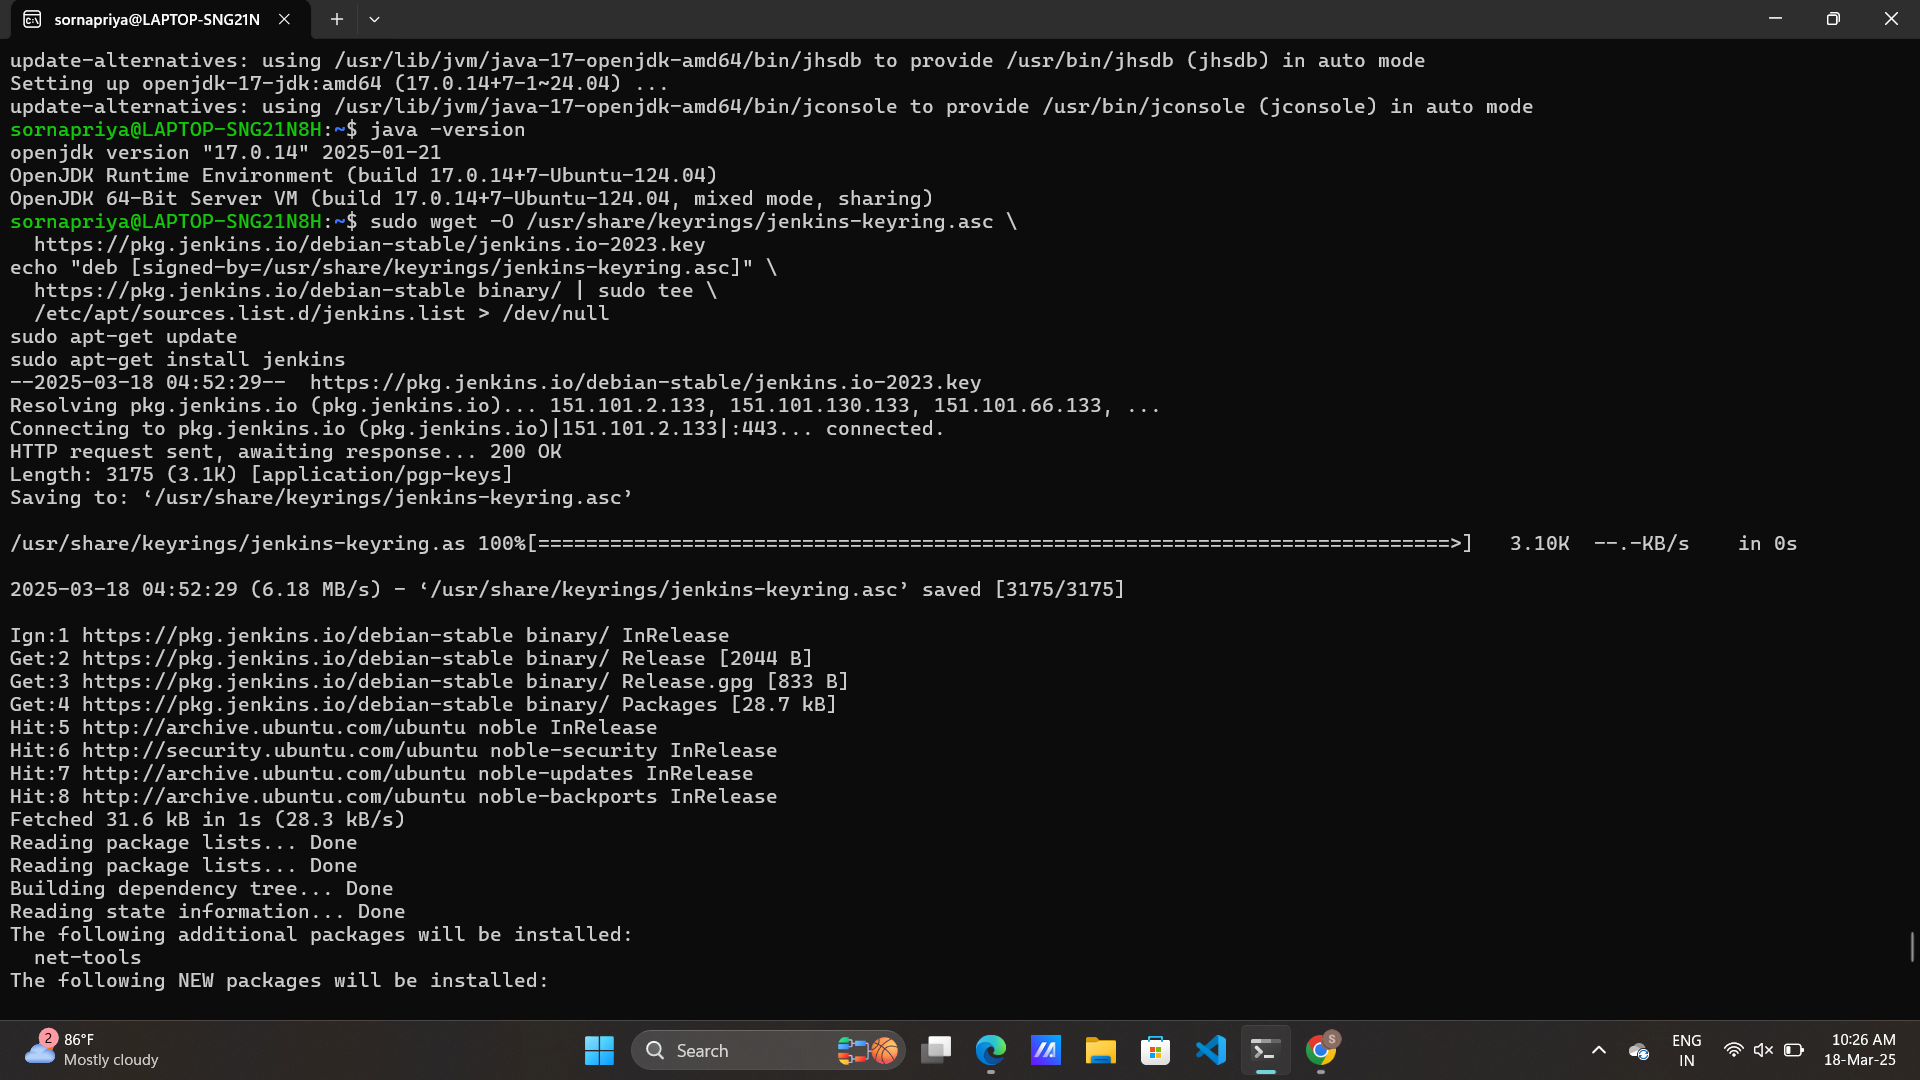 sornapriya@LAPTOP-SNG21N
update-alternatives: using /usr/lib/jvm/java-17-openjdk-amd64/bin/jhsdb to provide /usr/bin/jhsdb (jhsdb) in auto mode
Setting up openjdk-17-jdk:amd64 (17.0.14+7-1~24.04) ...
update-alternatives: using /usr/lib/jvm/java-17-openjdk-amd64/bin/jconsole to provide /usr/bin/jconsole (jconsole) in auto mode
sornapriya@LAPTOP-SNG21N8H:~$ java -version
openjdk version "17.0.14" 2025-01-21
OpenJDK Runtime Environment (build 17.0.14+7-Ubuntu-124.04)
OpenJDK 64-Bit Server VM (build 17.0.14+7-Ubuntu-124.04, mixed mode, sharing)
sornapriya@LAPTOP-SNG21N8H:~$ sudo wget -O /usr/share/keyrings/jenkins-keyring.asc \
  https://pkg.jenkins.io/debian-stable/jenkins.io-2023.key
echo "deb [signed-by=/usr/share/keyrings/jenkins-keyring.asc]" \
  https://pkg.jenkins.io/debian-stable binary/ | sudo tee \
  /etc/apt/sources.list.d/jenkins.list > /dev/null
sudo apt-get update
sudo apt-get install jenkins
--2025-03-18 04:52:29--  https://pkg.jenkins.io/debian-stable/jenkins.io-2023.key
Resolving pkg.jenkins.io (pkg.jenkins.io)... 151.101.2.133, 151.101.130.133, 151.101.66.133, ...
Connecting to pkg.jenkins.io (pkg.jenkins.io)|151.101.2.133|:443... connected.
HTTP request sent, awaiting response... 200 OK
Length: 3175 (3.1K) [application/pgp-keys]
Saving to: ‘/usr/share/keyrings/jenkins-keyring.asc’
/usr/share/keyrings/jenkins-keyring.as 100%[============================================================================>]   3.10K  --.-KB/s    in 0s
2025-03-18 04:52:29 (6.18 MB/s) - ‘/usr/share/keyrings/jenkins-keyring.asc’ saved [3175/3175]
Ign:1 https://pkg.jenkins.io/debian-stable binary/ InRelease
Get:2 https://pkg.jenkins.io/debian-stable binary/ Release [2044 B]
Get:3 https://pkg.jenkins.io/debian-stable binary/ Release.gpg [833 B]
Get:4 https://pkg.jenkins.io/debian-stable binary/ Packages [28.7 kB]
Hit:5 http://archive.ubuntu.com/ubuntu noble InRelease
Hit:6 http://security.ubuntu.com/ubuntu noble-security InRelease
Hit:7 http://archive.ubuntu.com/ubuntu noble-updates InRelease
Hit:8 http://archive.ubuntu.com/ubuntu noble-backports InRelease
Fetched 31.6 kB in 1s (28.3 kB/s)
Reading package lists... Done
Reading package lists... Done
Building dependency tree... Done
Reading state information... Done
The following additional packages will be installed:
  net-tools
The following NEW packages will be installed:
2
86°F
Mostly cloudy
Search
S
ENG
IN
10:26 AM
18-Mar-25